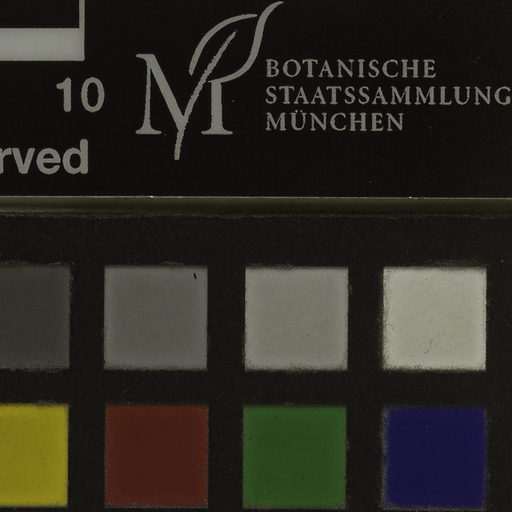 10
rved
M
BOTANISCHE
STAATSSAMMLUNG
MÜNCHEN